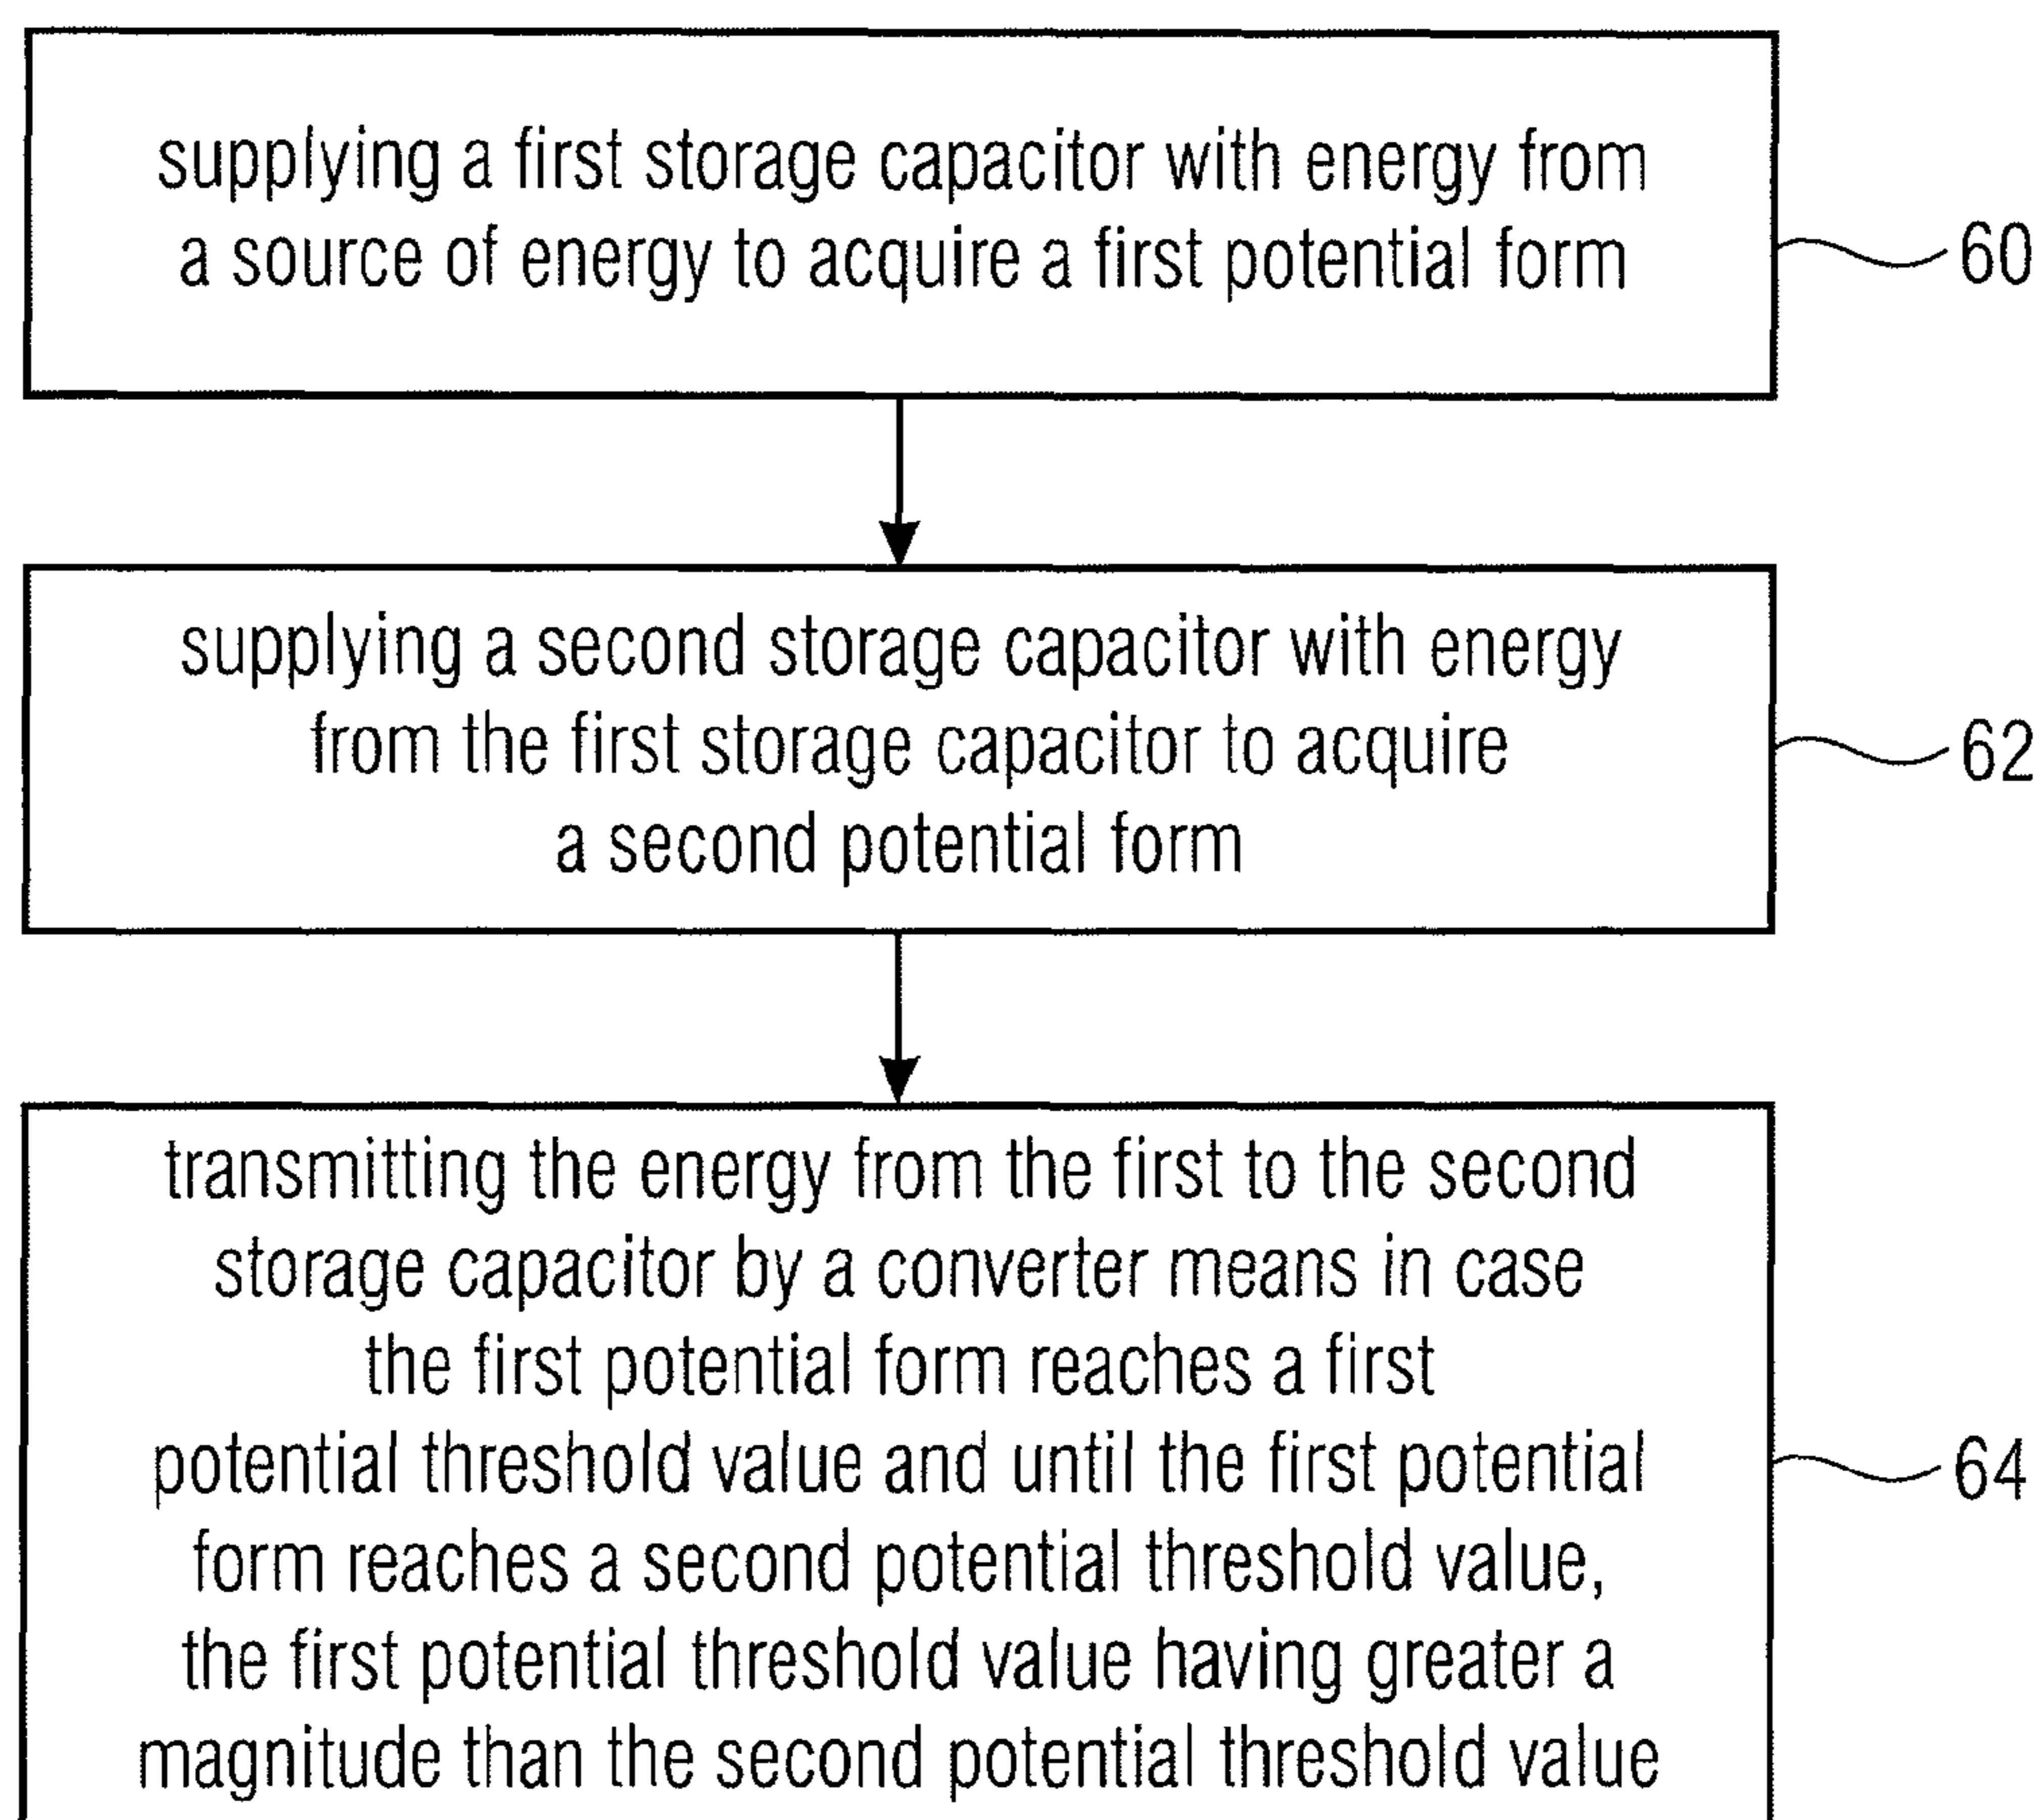 supplying a first storage capacitor with energy from
a source of energy to acquire a first potential form
60
supplying a second storage capacitor with energy
from the first storage capacitor to acquire
a second potential form
62
transmitting the energy from the first to the second
storage capacitor by a converter means in case
the first potential form reaches a first
potential threshold value and until the first potential
form reaches a second potential threshold value,
the first potential threshold value having greater a
magnitude than the second potential threshold value
64